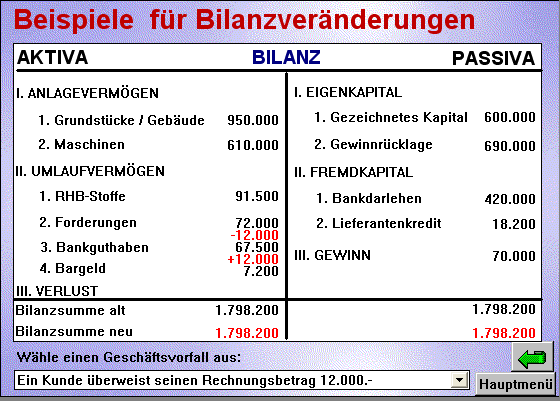 Beispiele für Bilanzveränderungen
AKTIVA BILANZ PASSIVA
I. ANLAGEVERMÖGEN
1. Grundstücke / Gebäude 950.000
2. Maschinen 610.000
II. UMLAUFVERMÖGEN
1. RHB-Stoffe 91.500
2. Forderungen 72.000
-12.000
3. Bankguthaben 67.500
+12.000
4. Bargeld 7.200
III. VERLUST
I. EIGENKAPITAL
1. Gezeichnetes Kapital 600.000
2. Gewinnrücklage 690.000
II. FREMDKAPITAL
1. Bankdarlehen 420.000
2. Lieferantenkredit 18.200
III. GEWINN 70.000
Bilanzsumme alt 1.798.200 1.798.200
Bilanzsumme neu 1.798.200 1.798.200
Wähle einen Geschäftsvorfall aus:
Ein Kunde überweist seinen Rechnungsbetrag 12.000.-
Hauptmenü